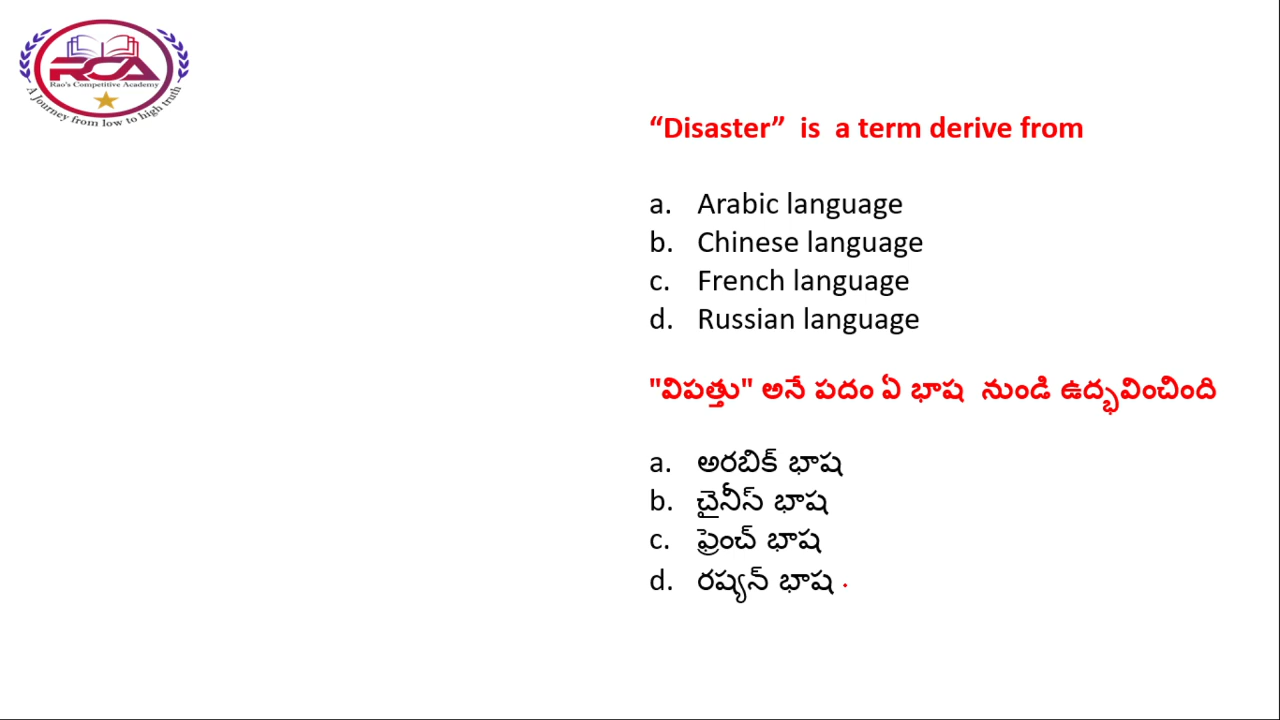 RCA
Rao's Competitive Academy
A Journey from low to high truth
“Disaster” is a term derive from
a. Arabic language
b. Chinese language
c. French language
d. Russian language
"విపత్తు" అనే పదం ఏ భాష నుండి ఉద్భవించింది
a. అరబిక్ భాష
b. చైనీస్ భాష
c. ఫ్రెంచ్ భాష
d. రష్యన్ భాష